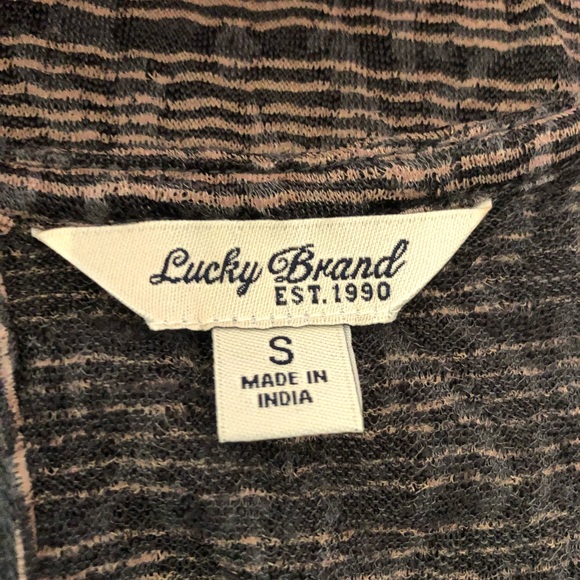 Lucky Brand
EST. 1990
S
MADE IN
INDIA